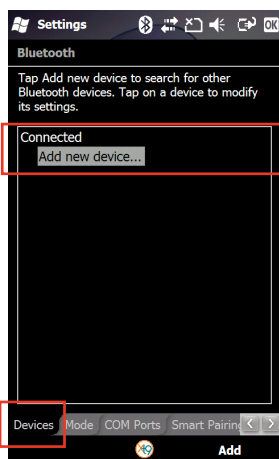 Settings
OK
Bluetooth
Tap Add new device to search for other
Bluetooth devices. Tap on a device to modify
its settings.
Connected
Add new device...
Devices Mode COM Ports Smart Pairing
Add